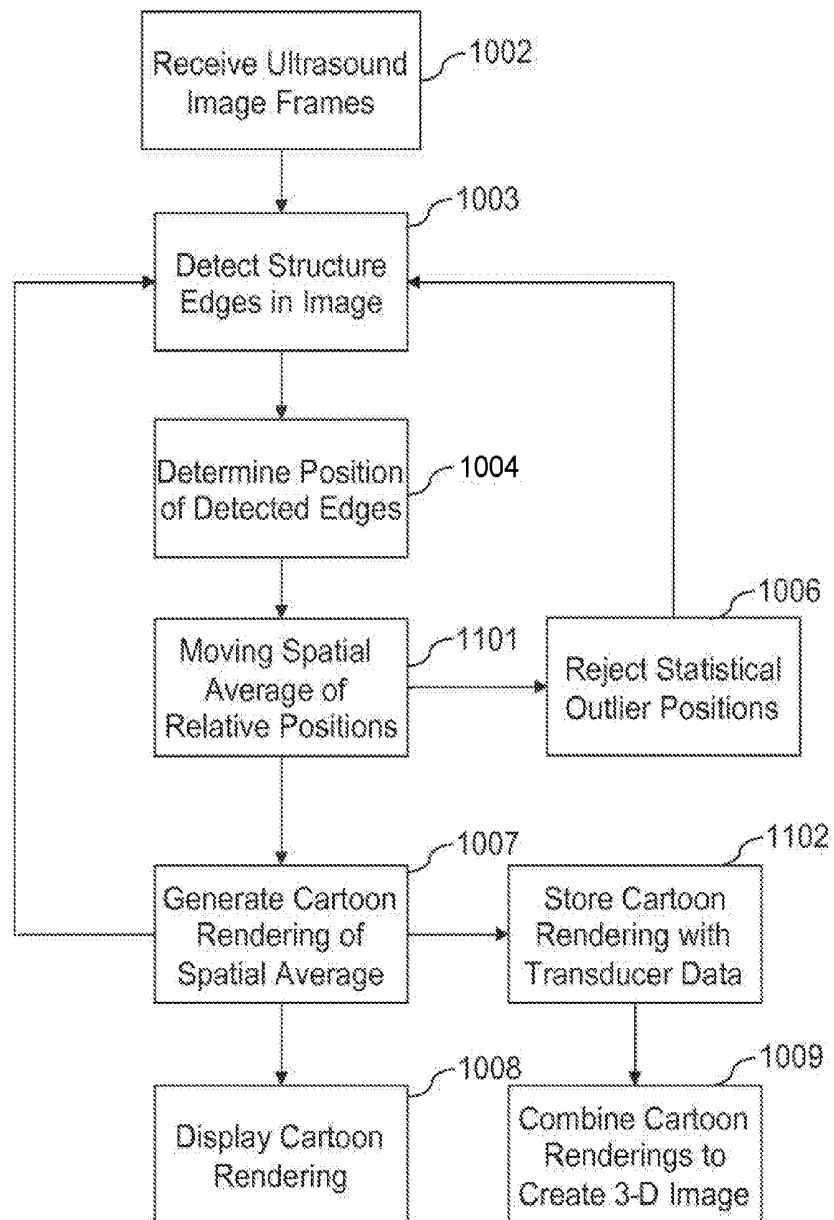 Receive Ultrasound
Image Frames
1002
1003
Detect Structure
Edges in Image
Determine Position
of Detected Edges
1004
1006
Moving Spatial
Average of
Relative Positions
1101
Reject Statistical
Outlier Positions
1007
1102
Generate Cartoon
Rendering of
Spatial Average
Store Cartoon
Rendering with
Transducer Data
1008
1009
Display Cartoon
Rendering
Combine Cartoon
Renderings to
Create 3-D Image